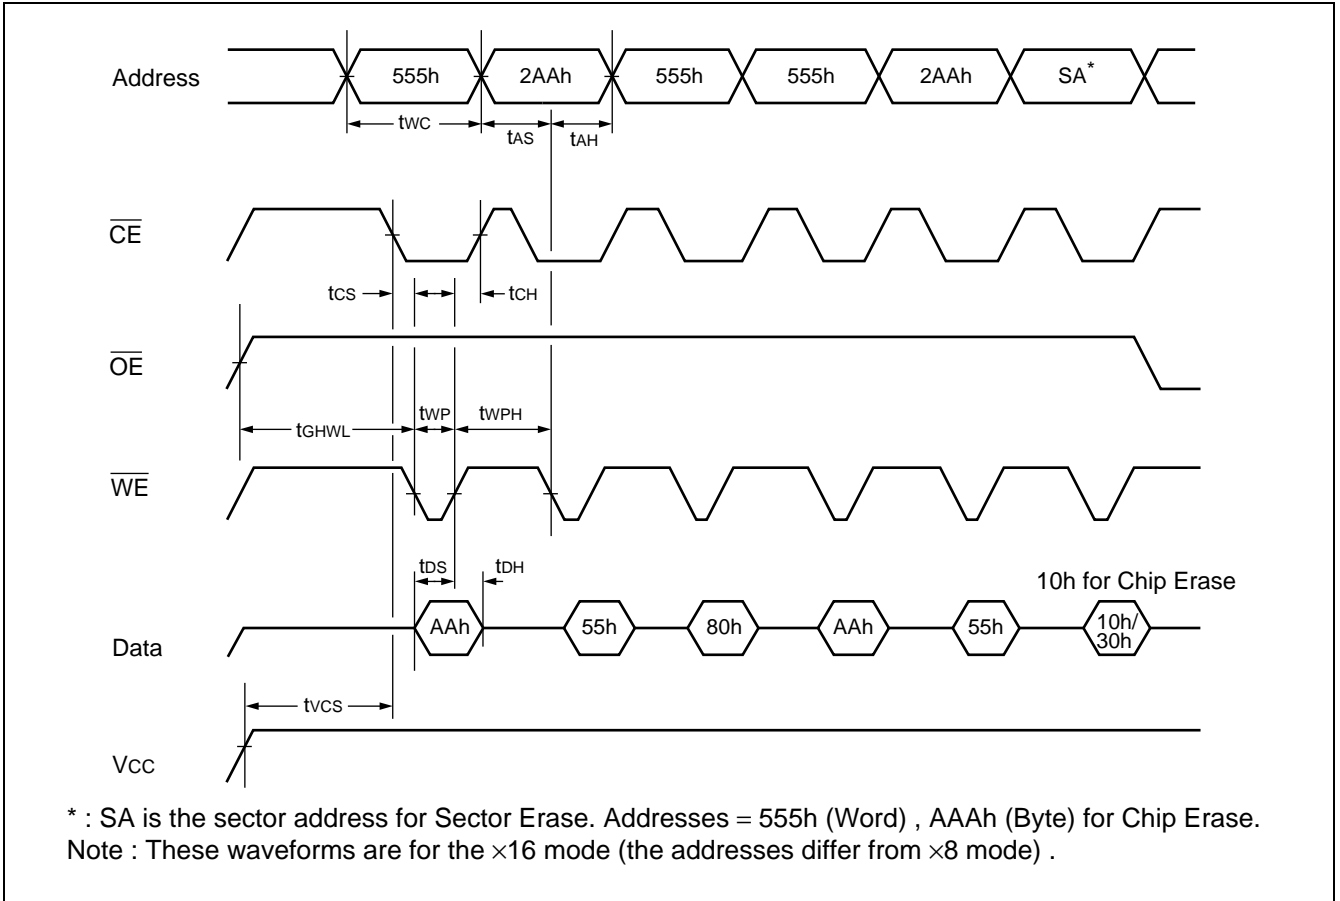 Address 555h 2AAh 555h 555h 2AAh SA*
tWC tAS tAH
CE
tCS tCH
OE
tGHWL tWP tWPH
WE
tDS tDH
10h for Chip Erase
Data AAh 55h 80h AAh 55h 10h/
30h
tVCS
VCC
* : SA is the sector address for Sector Erase. Addresses = 555h (Word) , AAAh (Byte) for Chip Erase.
Note : These waveforms are for the ×16 mode (the addresses differ from ×8 mode) .